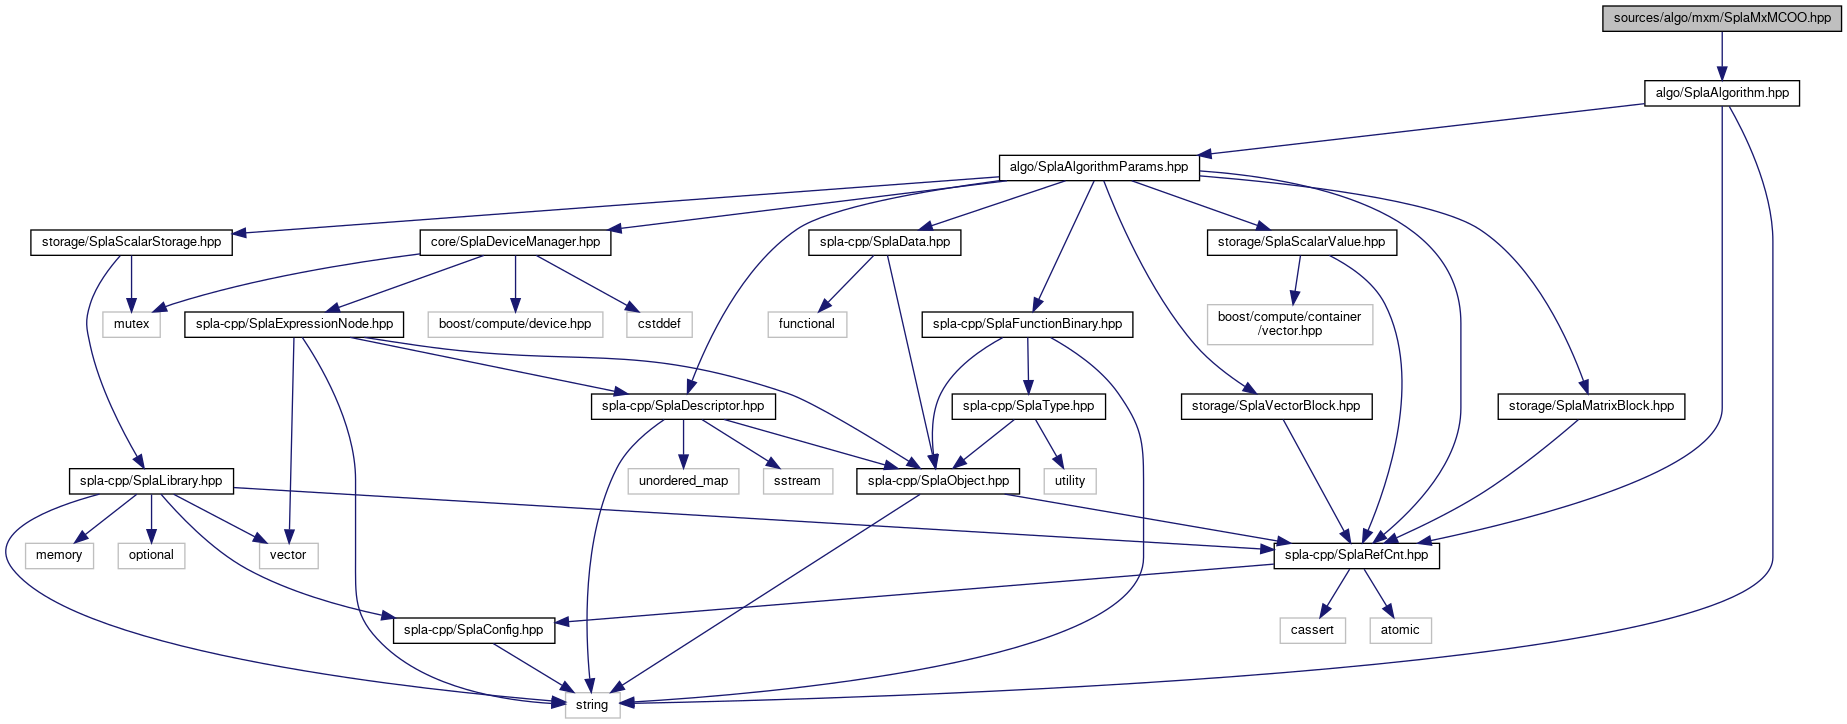 sources/algo/mxm/SplaMxMCOO.hpp
algo/SplaAlgorithm.hpp
algo/SplaAlgorithmParams.hpp
storage/SplaScalarStorage.hpp
core/SplaDeviceManager.hpp
spla-cpp/SplaData.hpp
storage/SplaScalarValue.hpp
mutex
spla-cpp/SplaExpressionNode.hpp
boost/compute/device.hpp
cstddef
functional
spla-cpp/SplaFunctionBinary.hpp
boost/compute/container
/vector.hpp
spla-cpp/SplaDescriptor.hpp
spla-cpp/SplaType.hpp
storage/SplaVectorBlock.hpp
storage/SplaMatrixBlock.hpp
spla-cpp/SplaLibrary.hpp
unordered_map
sstream
spla-cpp/SplaObject.hpp
utility
memory
optional
vector
spla-cpp/SplaRefCnt.hpp
spla-cpp/SplaConfig.hpp
cassert
atomic
string